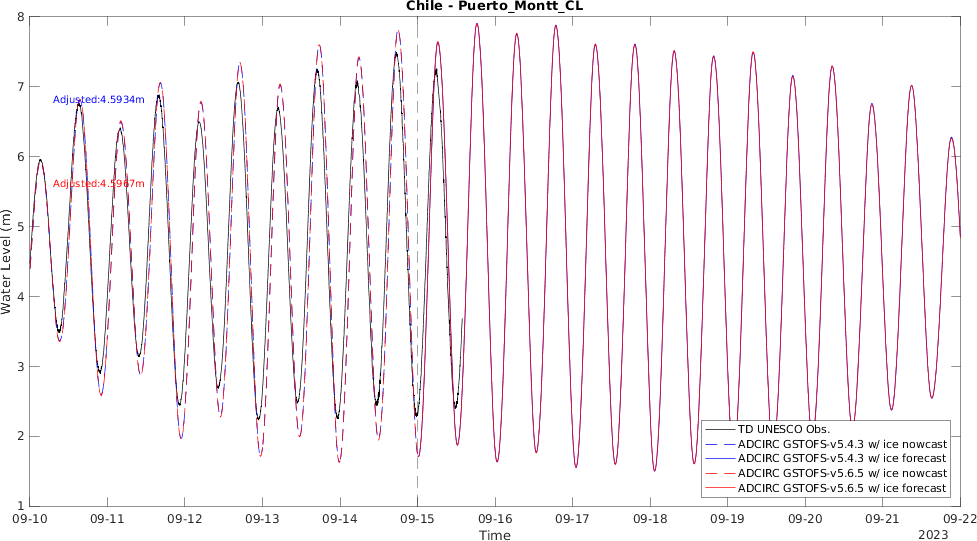 Chile - Puerto_Montt_CL
8
7
6
5
4
3
2
1
Water Level (m)
Adjusted:4.5934m
Adjusted:4.5967m
TD UNESCO Obs.
ADCIRC GSTOFS-v5.4.3 w/ ice nowcast
ADCIRC GSTOFS-v5.4.3 w/ ice forecast
ADCIRC GSTOFS-v5.6.5 w/ ice nowcast
ADCIRC GSTOFS-v5.6.5 w/ ice forecast
09-10 09-11 09-12 09-13 09-14 09-15 09-16 09-17 09-18 09-19 09-20 09-21 09-22
Time
2023